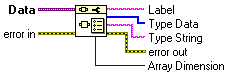 Data
Label
Type Data
error in
Type String
error out
Array Dimension